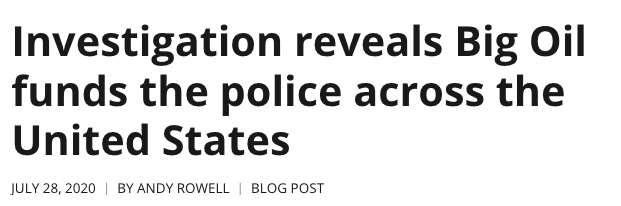 Investigation reveals Big Oil
funds the police across the
United States
JULY 28, 2020 | BY ANDY ROWELL | BLOG POST